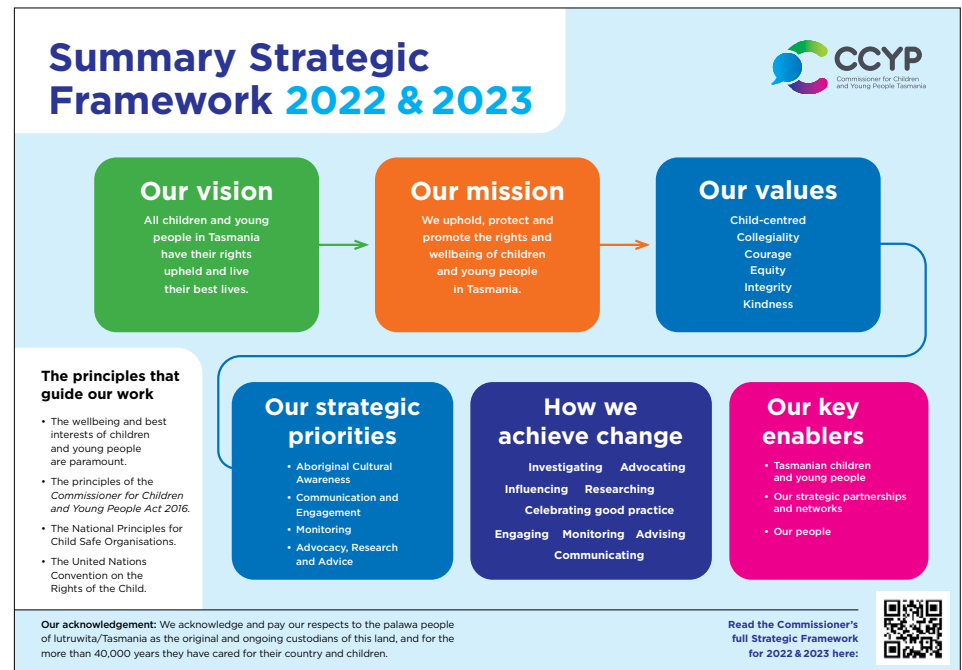 Summary Strategic
Framework 2022 & 2023
CCYP
Commissioner for Children
and Young People Tasmania
Our vision
All children and young
people in Tasmania
have their rights
upheld and live
their best lives.
Our mission
We uphold, protect and
promote the rights and
wellbeing of children
and young people
in Tasmania.
Our values
Child-centred
Collegiality
Courage
Equity
Integrity
Kindness
The principles that
guide our work
• The wellbeing and best
interests of children
and young people
are paramount.
• The principles of the
Commissioner for Children
and Young People Act 2016.
• The National Principles for
Child Safe Organisations.
• The United Nations
Convention on the
Rights of the Child.
Our strategic
priorities
• Aboriginal Cultural
Awareness
• Communication and
Engagement
• Monitoring
• Advocacy, Research
and Advice
How we
achieve change
Investigating Advocating
Influencing Researching
Celebrating good practice
Engaging Monitoring Advising
Communicating
Our key
enablers
• Tasmanian children
and young people
• Our strategic partnerships
and networks
• Our people
Our acknowledgement: We acknowledge and pay our respects to the palawa people
of lutruwita/Tasmania as the original and ongoing custodians of this land, and for the
more than 40,000 years they have cared for their country and children.
Read the Commissioner's
full Strategic Framework
for 2022 & 2023 here: